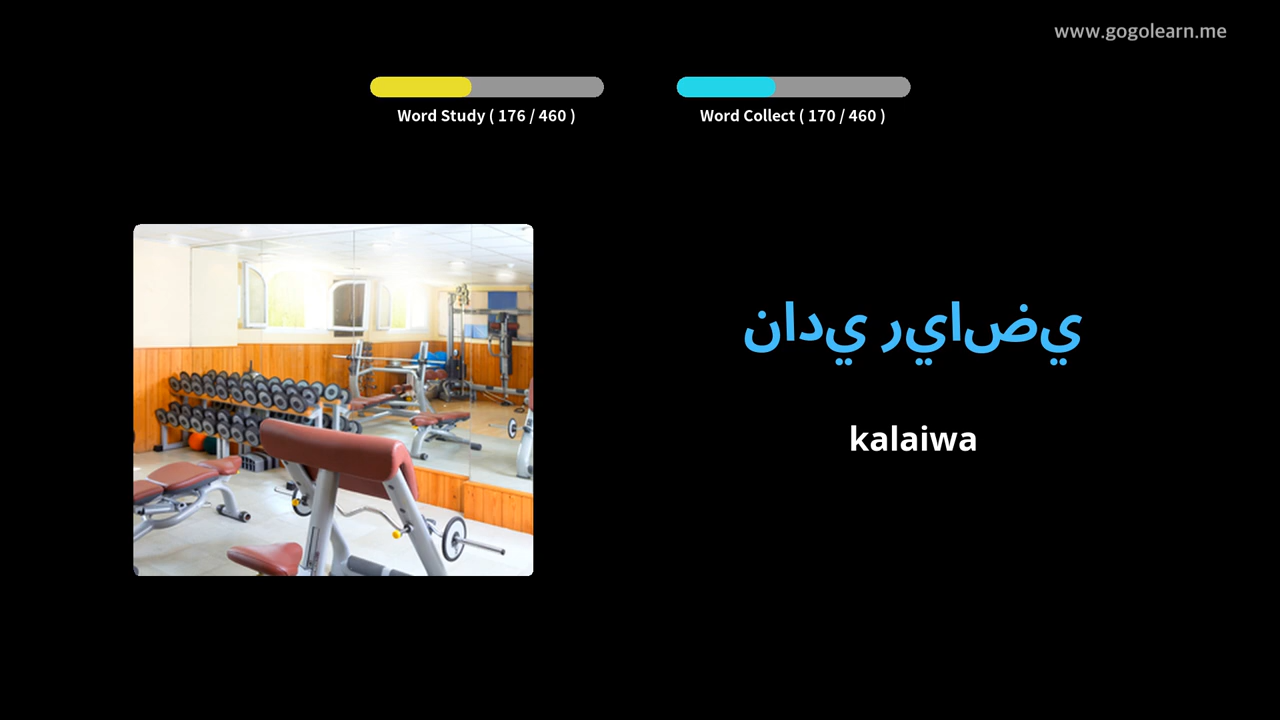 www.gogolearn.me
Word Study ( 176 / 460 )
Word Collect ( 170 / 460 )
نادي رياضي
kalaiwa